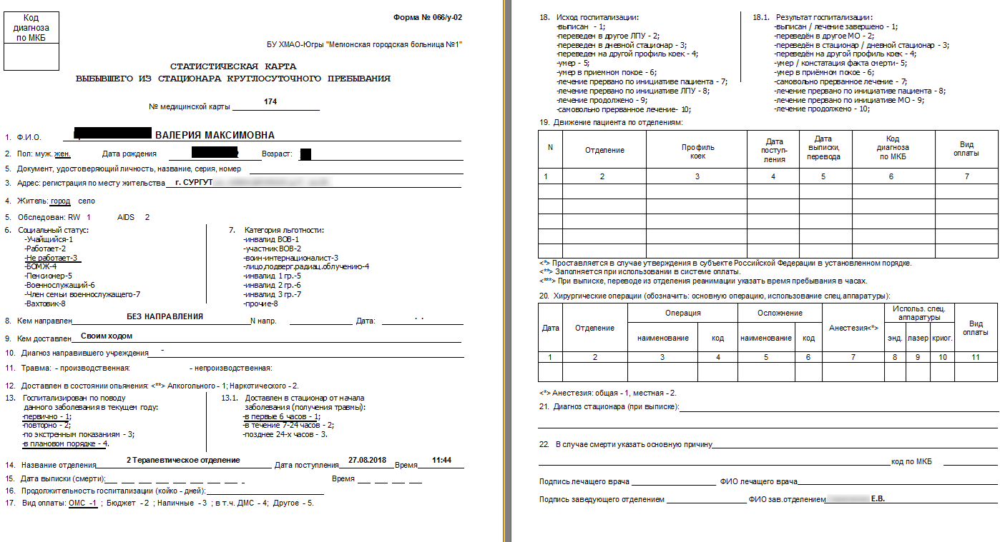 Код
диагноза
по МКБ
Форма № 066/у-02
БУ ХМАО-Югры "Мегионская городская больница №1"
СТАТИСТИЧЕСКАЯ КАРТА
ВЫБЫВШЕГО ИЗ СТАЦИОНАРА КРУГЛОСУТОЧНОГО ПРЕБЫВАНИЯ
№ медицинской карты 174
1. Ф.И.О. ВАЛЕРИЯ МАКСИМОВНА
2. Пол: муж. жен. Дата рождения Возраст:
5. Документ, удостоверяющий личность, название, серия, номер
3. Адрес: регистрация по месту жительства г. СУРГУТ
4. Житель: город село
5. Обследован: RW 1 AIDS 2
6. Социальный статус:
-Учайщийся-1
-Работает-2
-Не работает-3
-БОМЖ-4
-Пенсионер-5
-Военнослужащий-6
-Член семьи военнослужащего-7
-Вахтовик-8
7. Категория льготности:
-инвалид ВОВ-1
-участник ВОВ-2
-воин-интернационалист-3
-лицо,подверг.радиац.облучению-4
-инвалид 1 гр.-5
-инвалид 2 гр.-6
-инвалид 3 гр.-7
-прочие-8
8. Кем направлен БЕЗ НАПРАВЛЕНИЯ N напр. Дата: . .
9. Кем доставлен Своим ходом
10. Диагноз направившего учреждения -
11. Травма: - производственная: - непроизводственная:
12. Доставлен в состоянии опьянения: <**> Алкогольного - 1; Наркотического - 2.
13. Госпитализирован по поводу
данного заболевания в текущем году:
-первично - 1;
-повторно - 2;
-по экстренным показаниям - 3;
-в плановом порядке - 4.
13.1. Доставлен в стационар от начала
заболевания (получения травмы):
-в первые 6 часов - 1;
-в течение 7-24 часов - 2;
-позднее 24-х часов - 3.
14. Название отделения 2 Терапевтическое отделение Дата поступления 27.08.2018 Время 11:44
15. Дата выписки (смерти): Время
16. Продолжительность госпитализации (койко - дней):
17. Вид оплаты: ОМС -1 ; Бюджет - 2 ; Наличные - 3 ; в т.ч. ДМС - 4; Другое - 5.
18. Исход госпитализации:
-выписан - 1;
-переведен в другое ЛПУ - 2;
-переведен в дневной стационар - 3;
-переведен на другой профиль коек - 4;
-умер - 5;
-умер в приемном покое - 6;
-лечение прервано по инициативе пациента - 7;
-лечение прервано по инициативе ЛПУ - 8;
-лечение продолжено - 9;
-самовольно прерванное лечение- 10;
18.1. Результат госпитализации:
-выписан / лечение завершено - 1;
-переведён в другое МО - 2;
-переведён в стационар / дневной стационар - 3;
-переведён на другой профиль коек - 4;
-умер / констатация факта смерти- 5;
-умер в приёмном покое - 6;
-самовольно прерванное лечение - 7;
-лечение прервано по инициативе пациента - 8;
-лечение прервано по инициативе МО - 9;
-лечение продолжено - 10;
19. Движение пациента по отделениям:
N Отделение Профиль коек Дата поступ-ления Дата выписки, перевода Код диагноза по МКБ Вид оплаты
1 2 3 4 5 6 7
<*> Проставляется в случае утверждения в субъекте Российской Федерации в установленном порядке.
<**> Заполняется при использовании в системе оплаты.
<***> При выписке, переводе из отделения реанимации указать время пребывания в часах.
20. Хирургические операции (обозначить: основную операцию, использование спец.аппаратуры):
Дата Отделение Операция Осложнение Анестезия<*> Использ. спец. аппаратуры Вид оплаты
наименование код наименование код энд. лазер криог.
1 2 3 4 5 6 7 8 9 10 11
<*> Анестезия: общая - 1, местная - 2.
21. Диагноз стационара (при выписке):
22. В случае смерти указать основную причину
код по МКБ
Подпись лечащего врача ФИО лечащего врача
Подпись заведующего отделением ФИО зав.отделением Е.В.